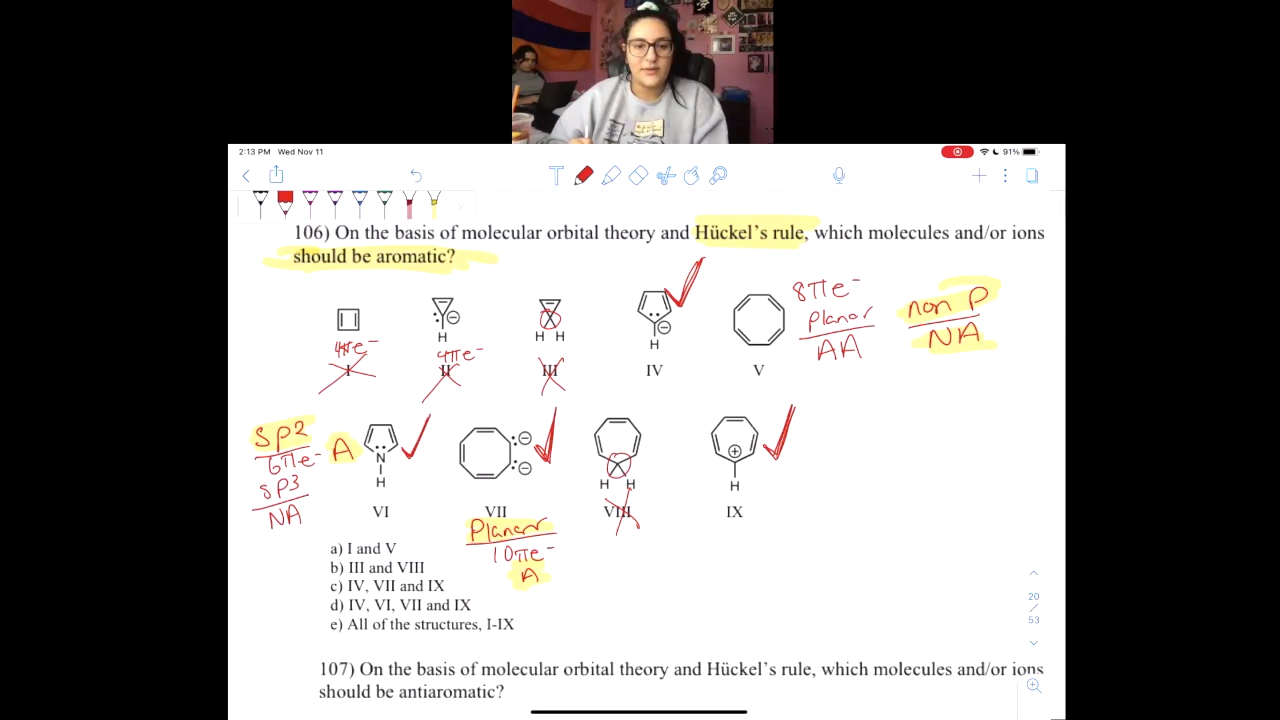 2:13 PM Wed Nov 11
91%
T
106) On the basis of molecular orbital theory and Hückel's rule, which molecules and/or ions
should be aromatic?
4πe-
I
H
4πe-
II
H H
III
H
IV
V
8πe-
Planar
AA
non P
NA
SP2
6πe-
SP3
NA
A
N
H
VI
VII
Planar
10πe-
A
H H
VIII
H
IX
a) I and V
b) III and VIII
c) IV, VII and IX
d) IV, VI, VII and IX
e) All of the structures, I-IX
20
/
53
107) On the basis of molecular orbital theory and Hückel's rule, which molecules and/or ions
should be antiaromatic?